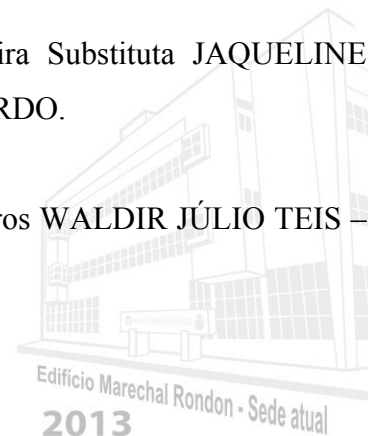 ira Substituta JAQUELINE
RDO.
ros WALDIR JÚLIO TEIS –
Edifício Marechal Rondon - Sede atual
2013